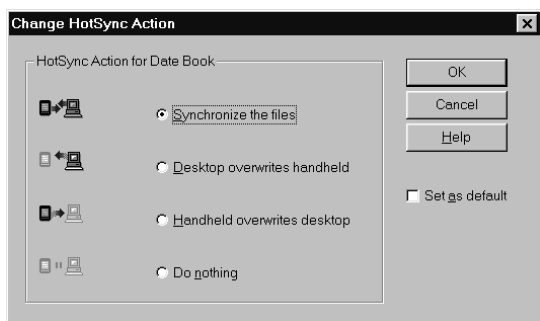 Change HotSync Action
HotSync Action for Date Book
Synchronize the files
Desktop overwrites handheld
Handheld overwrites desktop
Do nothing
OK
Cancel
Help
Set as default